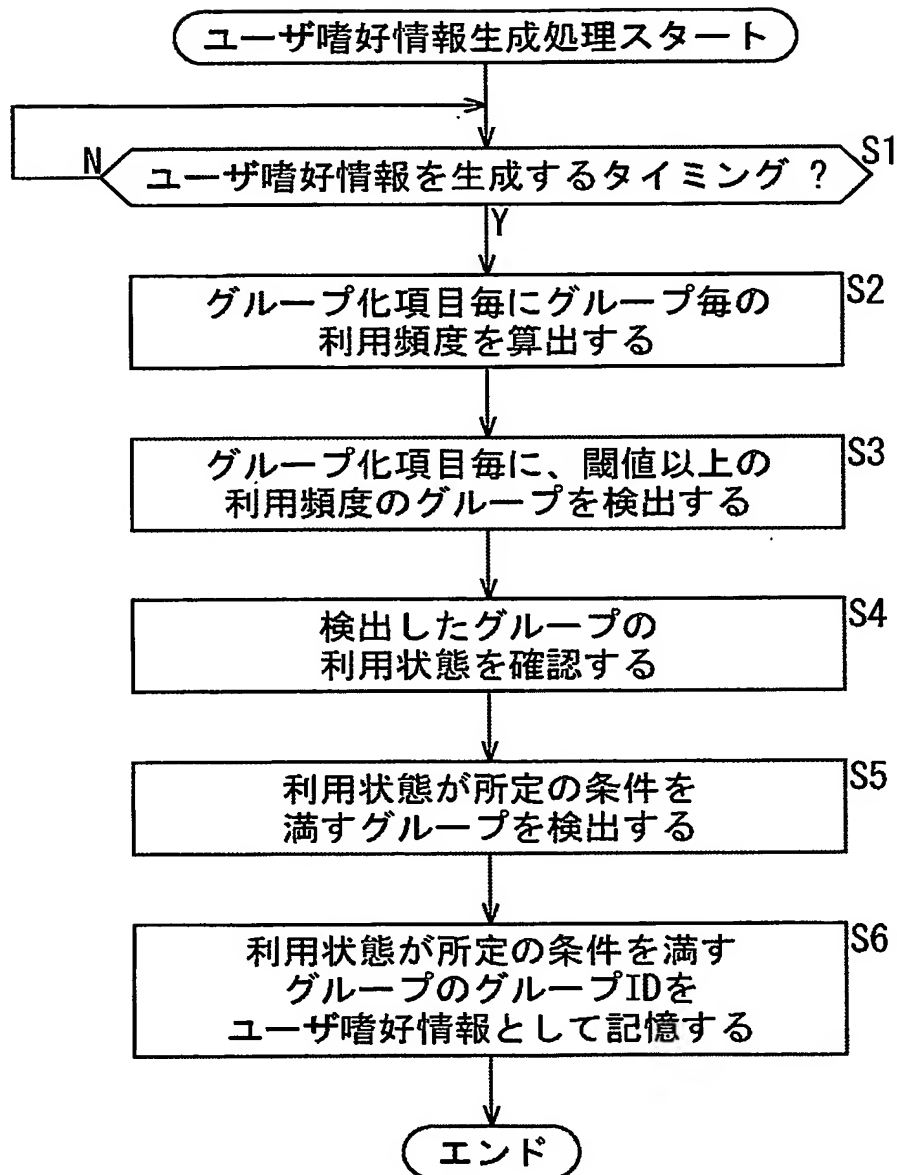 ユーザ嗜好情報生成処理スタート
N
ユーザ嗜好情報を生成するタイミング ?
S1
Y
グループ化項目毎にグループ毎の
利用頻度を算出する
S2
グループ化項目毎に、閾値以上の
利用頻度のグループを検出する
S3
検出したグループの
利用状態を確認する
S4
利用状態が所定の条件を
満すグループを検出する
S5
利用状態が所定の条件を満す
グループのグループIDを
ユーザ嗜好情報として記憶する
S6
エンド